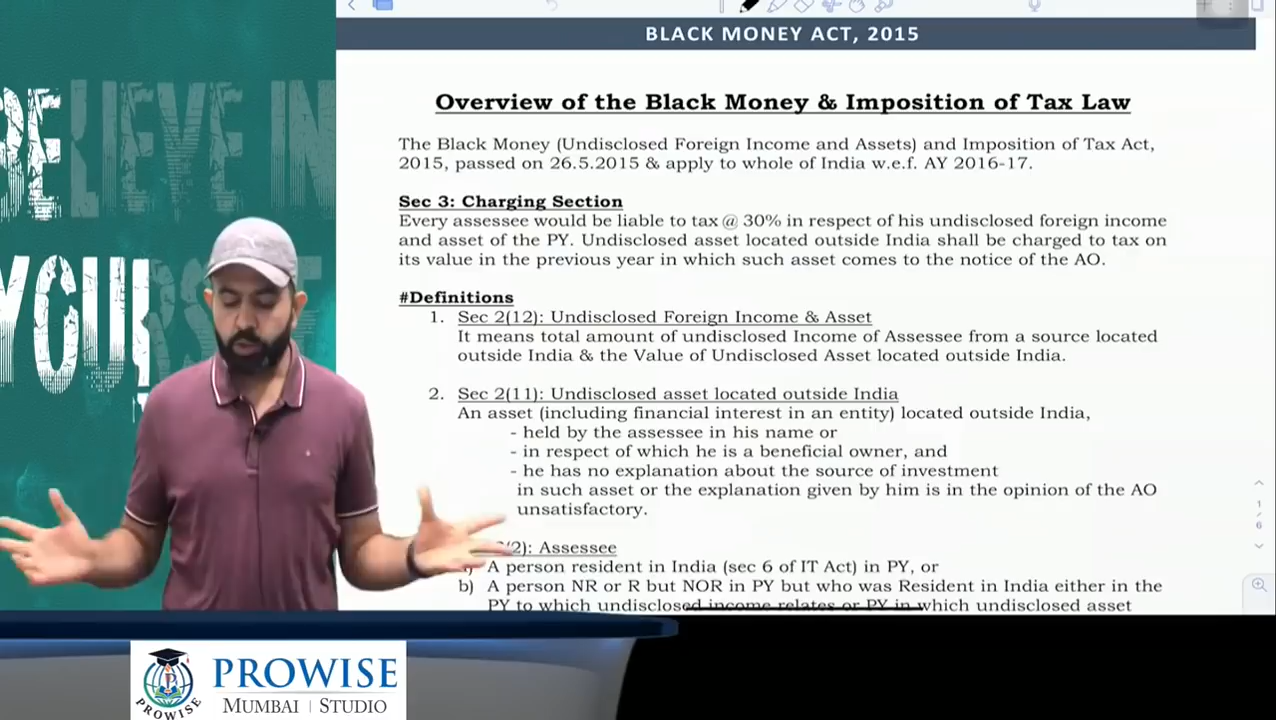 BELIEVE IN
YOUR
BLACK MONEY ACT, 2015
Overview of the Black Money & Imposition of Tax Law
The Black Money (Undisclosed Foreign Income and Assets) and Imposition of Tax Act,
2015, passed on 26.5.2015 & apply to whole of India w.e.f. AY 2016-17.
Sec 3: Charging Section
Every assessee would be liable to tax @ 30% in respect of his undisclosed foreign income
and asset of the PY. Undisclosed asset located outside India shall be charged to tax on
its value in the previous year in which such asset comes to the notice of the AO.
#Definitions
1. Sec 2(12): Undisclosed Foreign Income & Asset
It means total amount of undisclosed Income of Assessee from a source located
outside India & the Value of Undisclosed Asset located outside India.
2. Sec 2(11): Undisclosed asset located outside India
An asset (including financial interest in an entity) located outside India,
- held by the assessee in his name or
- in respect of which he is a beneficial owner, and
- he has no explanation about the source of investment
in such asset or the explanation given by him is in the opinion of the AO
unsatisfactory.
2): Assessee
A person resident in India (sec 6 of IT Act) in PY, or
b) A person NR or R but NOR in PY but who was Resident in India either in the
PY to which undisclosed income relates or PY in which undisclosed asset
1
/
6
PROWISE
PROWISE
MUMBAI | STUDIO